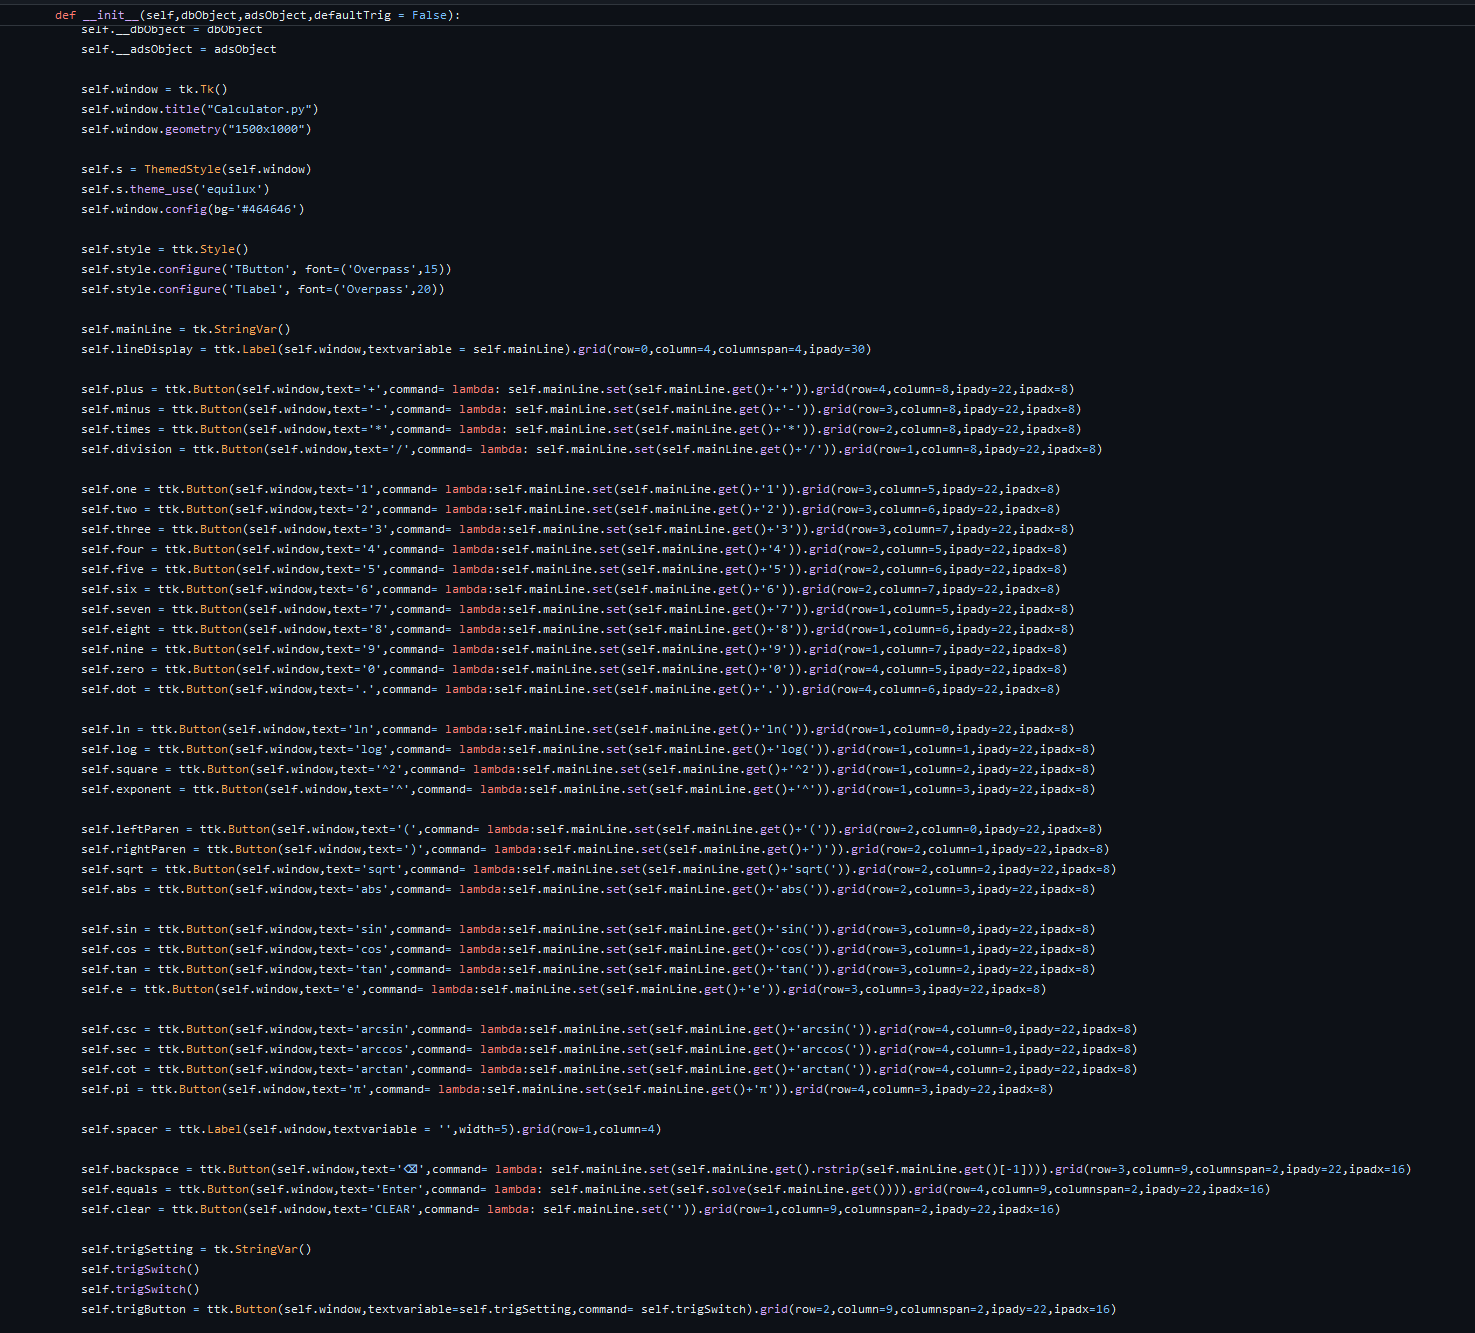 def __init__(self,dbObject,adsObject,defaultTrig = False):
self.__dbObject = dbObject
self.__adsObject = adsObject
self.window = tk.Tk()
self.window.title("Calculator.py")
self.window.geometry("1500x1000")
self.s = ThemedStyle(self.window)
self.s.theme_use('equilux')
self.window.config(bg='#464646')
self.style = ttk.Style()
self.style.configure('TButton', font=('Overpass',15))
self.style.configure('TLabel', font=('Overpass',20))
self.mainLine = tk.StringVar()
self.lineDisplay = ttk.Label(self.window,textvariable = self.mainLine).grid(row=0,column=4,columnspan=4,ipady=30)
self.plus = ttk.Button(self.window,text='+',command= lambda: self.mainLine.set(self.mainLine.get()+'+')).grid(row=4,column=8,ipady=22,ipadx=8)
self.minus = ttk.Button(self.window,text='-',command= lambda: self.mainLine.set(self.mainLine.get()+'-')).grid(row=3,column=8,ipady=22,ipadx=8)
self.times = ttk.Button(self.window,text='*',command= lambda: self.mainLine.set(self.mainLine.get()+'*')).grid(row=2,column=8,ipady=22,ipadx=8)
self.division = ttk.Button(self.window,text='/',command= lambda: self.mainLine.set(self.mainLine.get()+'/')).grid(row=1,column=8,ipady=22,ipadx=8)
self.one = ttk.Button(self.window,text='1',command= lambda:self.mainLine.set(self.mainLine.get()+'1')).grid(row=3,column=5,ipady=22,ipadx=8)
self.two = ttk.Button(self.window,text='2',command= lambda:self.mainLine.set(self.mainLine.get()+'2')).grid(row=3,column=6,ipady=22,ipadx=8)
self.three = ttk.Button(self.window,text='3',command= lambda:self.mainLine.set(self.mainLine.get()+'3')).grid(row=3,column=7,ipady=22,ipadx=8)
self.four = ttk.Button(self.window,text='4',command= lambda:self.mainLine.set(self.mainLine.get()+'4')).grid(row=2,column=5,ipady=22,ipadx=8)
self.five = ttk.Button(self.window,text='5',command= lambda:self.mainLine.set(self.mainLine.get()+'5')).grid(row=2,column=6,ipady=22,ipadx=8)
self.six = ttk.Button(self.window,text='6',command= lambda:self.mainLine.set(self.mainLine.get()+'6')).grid(row=2,column=7,ipady=22,ipadx=8)
self.seven = ttk.Button(self.window,text='7',command= lambda:self.mainLine.set(self.mainLine.get()+'7')).grid(row=1,column=5,ipady=22,ipadx=8)
self.eight = ttk.Button(self.window,text='8',command= lambda:self.mainLine.set(self.mainLine.get()+'8')).grid(row=1,column=6,ipady=22,ipadx=8)
self.nine = ttk.Button(self.window,text='9',command= lambda:self.mainLine.set(self.mainLine.get()+'9')).grid(row=1,column=7,ipady=22,ipadx=8)
self.zero = ttk.Button(self.window,text='0',command= lambda:self.mainLine.set(self.mainLine.get()+'0')).grid(row=4,column=5,ipady=22,ipadx=8)
self.dot = ttk.Button(self.window,text='.',command= lambda:self.mainLine.set(self.mainLine.get()+'.')).grid(row=4,column=6,ipady=22,ipadx=8)
self.ln = ttk.Button(self.window,text='ln',command= lambda:self.mainLine.set(self.mainLine.get()+'ln(')).grid(row=1,column=0,ipady=22,ipadx=8)
self.log = ttk.Button(self.window,text='log',command= lambda:self.mainLine.set(self.mainLine.get()+'log(')).grid(row=1,column=1,ipady=22,ipadx=8)
self.square = ttk.Button(self.window,text='^2',command= lambda:self.mainLine.set(self.mainLine.get()+'^2')).grid(row=1,column=2,ipady=22,ipadx=8)
self.exponent = ttk.Button(self.window,text='^',command= lambda:self.mainLine.set(self.mainLine.get()+'^')).grid(row=1,column=3,ipady=22,ipadx=8)
self.leftParen = ttk.Button(self.window,text='(',command= lambda:self.mainLine.set(self.mainLine.get()+'(')).grid(row=2,column=0,ipady=22,ipadx=8)
self.rightParen = ttk.Button(self.window,text=')',command= lambda:self.mainLine.set(self.mainLine.get()+')')).grid(row=2,column=1,ipady=22,ipadx=8)
self.sqrt = ttk.Button(self.window,text='sqrt',command= lambda:self.mainLine.set(self.mainLine.get()+'sqrt(')).grid(row=2,column=2,ipady=22,ipadx=8)
self.abs = ttk.Button(self.window,text='abs',command= lambda:self.mainLine.set(self.mainLine.get()+'abs(')).grid(row=2,column=3,ipady=22,ipadx=8)
self.sin = ttk.Button(self.window,text='sin',command= lambda:self.mainLine.set(self.mainLine.get()+'sin(')).grid(row=3,column=0,ipady=22,ipadx=8)
self.cos = ttk.Button(self.window,text='cos',command= lambda:self.mainLine.set(self.mainLine.get()+'cos(')).grid(row=3,column=1,ipady=22,ipadx=8)
self.tan = ttk.Button(self.window,text='tan',command= lambda:self.mainLine.set(self.mainLine.get()+'tan(')).grid(row=3,column=2,ipady=22,ipadx=8)
self.e = ttk.Button(self.window,text='e',command= lambda:self.mainLine.set(self.mainLine.get()+'e')).grid(row=3,column=3,ipady=22,ipadx=8)
self.csc = ttk.Button(self.window,text='arcsin',command= lambda:self.mainLine.set(self.mainLine.get()+'arcsin(')).grid(row=4,column=0,ipady=22,ipadx=8)
self.sec = ttk.Button(self.window,text='arccos',command= lambda:self.mainLine.set(self.mainLine.get()+'arccos(')).grid(row=4,column=1,ipady=22,ipadx=8)
self.cot = ttk.Button(self.window,text='arctan',command= lambda:self.mainLine.set(self.mainLine.get()+'arctan(')).grid(row=4,column=2,ipady=22,ipadx=8)
self.pi = ttk.Button(self.window,text='π',command= lambda:self.mainLine.set(self.mainLine.get()+'π')).grid(row=4,column=3,ipady=22,ipadx=8)
self.spacer = ttk.Label(self.window,textvariable = '',width=5).grid(row=1,column=4)
self.backspace = ttk.Button(self.window,text='⌫',command= lambda: self.mainLine.set(self.mainLine.get().rstrip(self.mainLine.get()[-1]))).grid(row=3,column=9,columnspan=2,ipady=22,ipadx=16)
self.equals = ttk.Button(self.window,text='Enter',command= lambda: self.mainLine.set(self.solve(self.mainLine.get()))).grid(row=4,column=9,columnspan=2,ipady=22,ipadx=16)
self.clear = ttk.Button(self.window,text='CLEAR',command= lambda: self.mainLine.set('')).grid(row=1,column=9,columnspan=2,ipady=22,ipadx=16)
self.trigSetting = tk.StringVar()
self.trigSwitch()
self.trigSwitch()
self.trigButton = ttk.Button(self.window,textvariable=self.trigSetting,command= self.trigSwitch).grid(row=2,column=9,columnspan=2,ipady=22,ipadx=16)